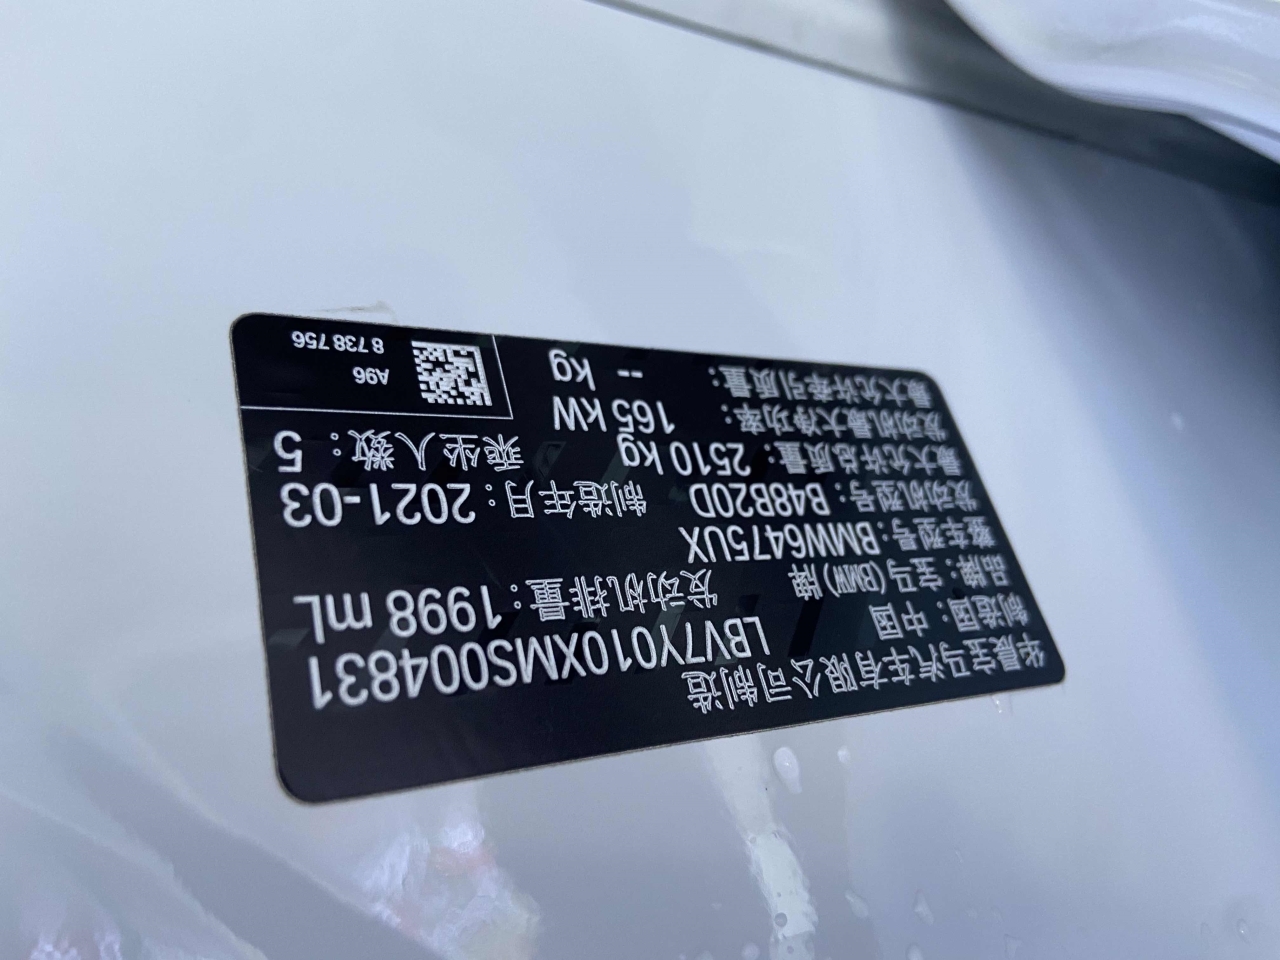 华晨宝马汽车有限公司制造
制造国：中国 LBV7Y010XMS004831
品牌：宝马(BMW)牌 发动机排量：1998 mL
整车型号：BMW6475UX
发动机型号：B48B20D 制造年月：2021-03
最大允许总质量：2510 kg 乘坐人数：5
发动机最大净功率：165 kW
最大允许牵引质量：-- kg
A96
8 738 756